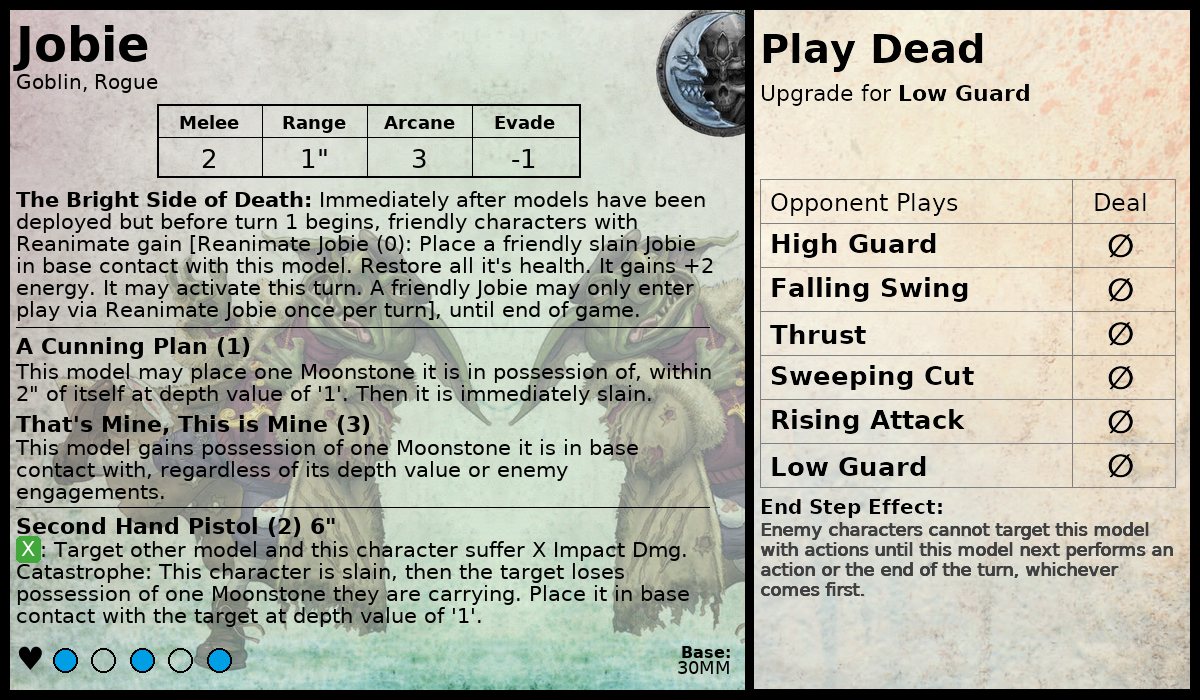 Jobie
Goblin, Rogue
Melee Range Arcane Evade
2 1" 3 -1
The Bright Side of Death: Immediately after models have been
deployed but before turn 1 begins, friendly characters with
Reanimate gain [Reanimate Jobie (0): Place a friendly slain Jobie
in base contact with this model. Restore all it's health. It gains +2
energy. It may activate this turn. A friendly Jobie may only enter
play via Reanimate Jobie once per turn], until end of game.
A Cunning Plan (1)
This model may place one Moonstone it is in possession of, within
2" of itself at depth value of '1'. Then it is immediately slain.
That's Mine, This is Mine (3)
This model gains possession of one Moonstone it is in base
contact with, regardless of its depth value or enemy
engagements.
Second Hand Pistol (2) 6"
X: Target other model and this character suffer X Impact Dmg.
Catastrophe: This character is slain, then the target loses
possession of one Moonstone they are carrying. Place it in base
contact with the target at depth value of '1'.
Base:
30MM
Play Dead
Upgrade for Low Guard
Opponent Plays Deal
High Guard ∅
Falling Swing ∅
Thrust ∅
Sweeping Cut ∅
Rising Attack ∅
Low Guard ∅
End Step Effect:
Enemy characters cannot target this model
with actions until this model next performs an
action or the end of the turn, whichever
comes first.